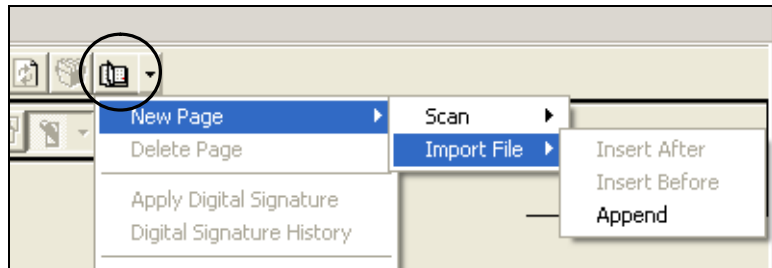 New Page
Scan
Delete Page
Import File
Insert After
Insert Before
Apply Digital Signature
Append
Digital Signature History